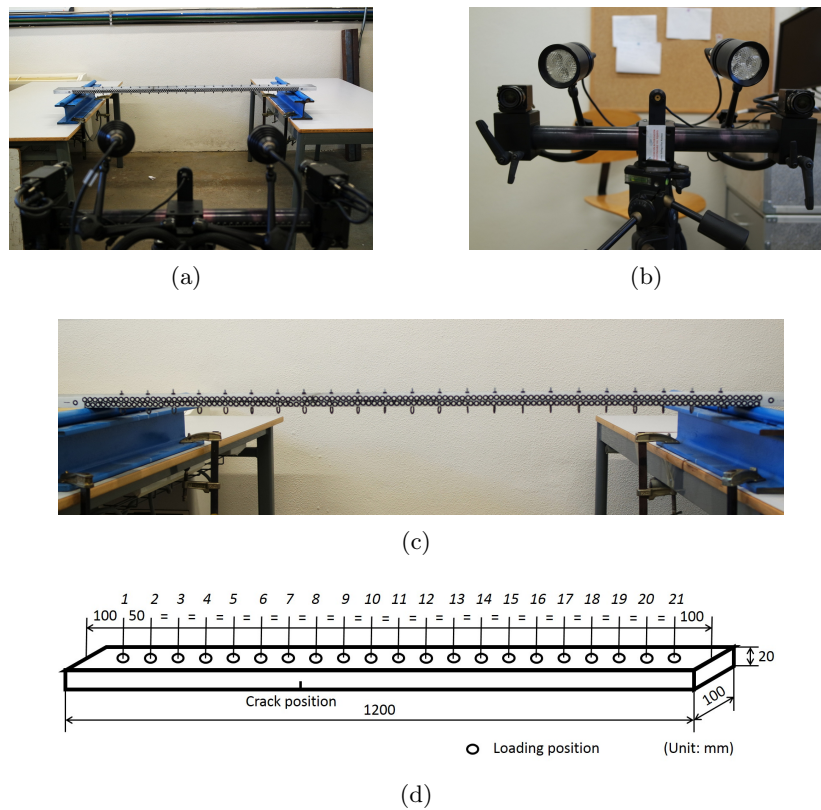 (a)
(b)
(c)
1 2 3 4 5 6 7 8 9 10 11 12 13 14 15 16 17 18 19 20 21
100 50 = = = = = = = = = = = = = = = = = = = 100
20
Crack position
100
1200
Loading position (Unit: mm)
(d)